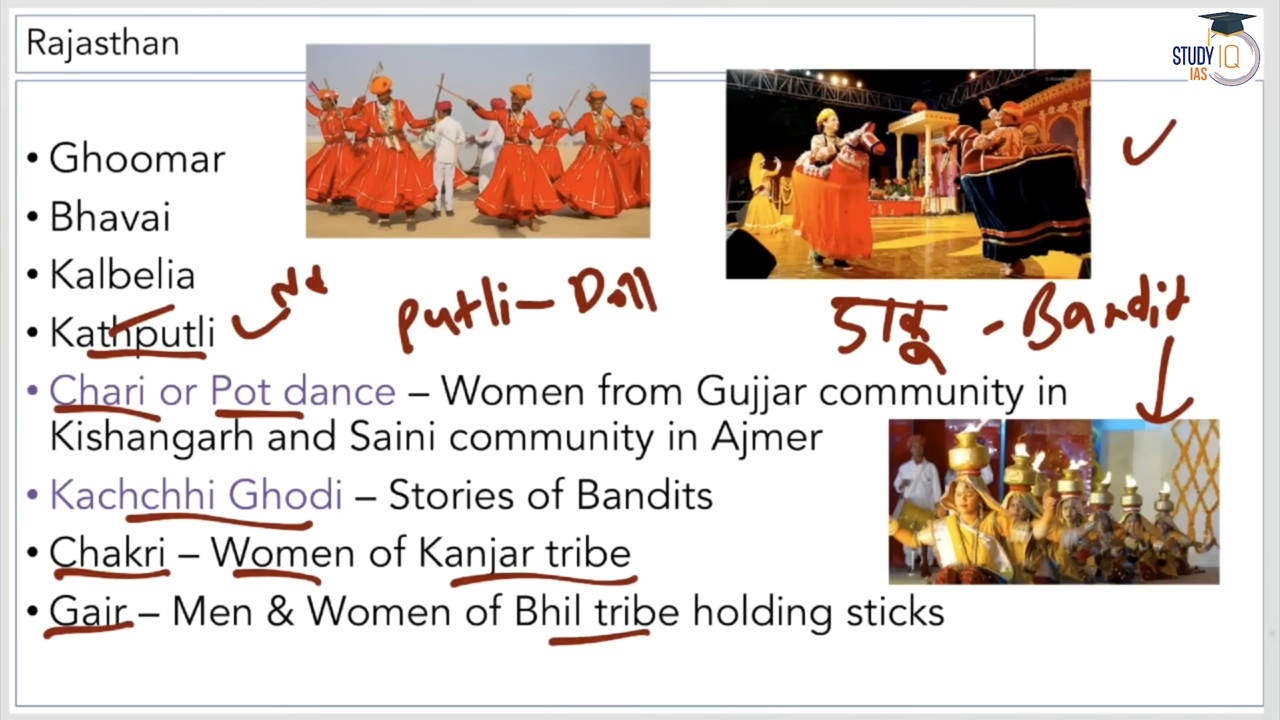 Rajasthan
STUDY IQ
IAS
• Ghoomar
• Bhavai
• Kalbelia
• Kathputli
Putli – Doll
डाकू - Bandit
• Chari or Pot dance – Women from Gujjar community in
Kishangarh and Saini community in Ajmer
• Kachchhi Ghodi – Stories of Bandits
• Chakri – Women of Kanjar tribe
• Gair – Men & Women of Bhil tribe holding sticks